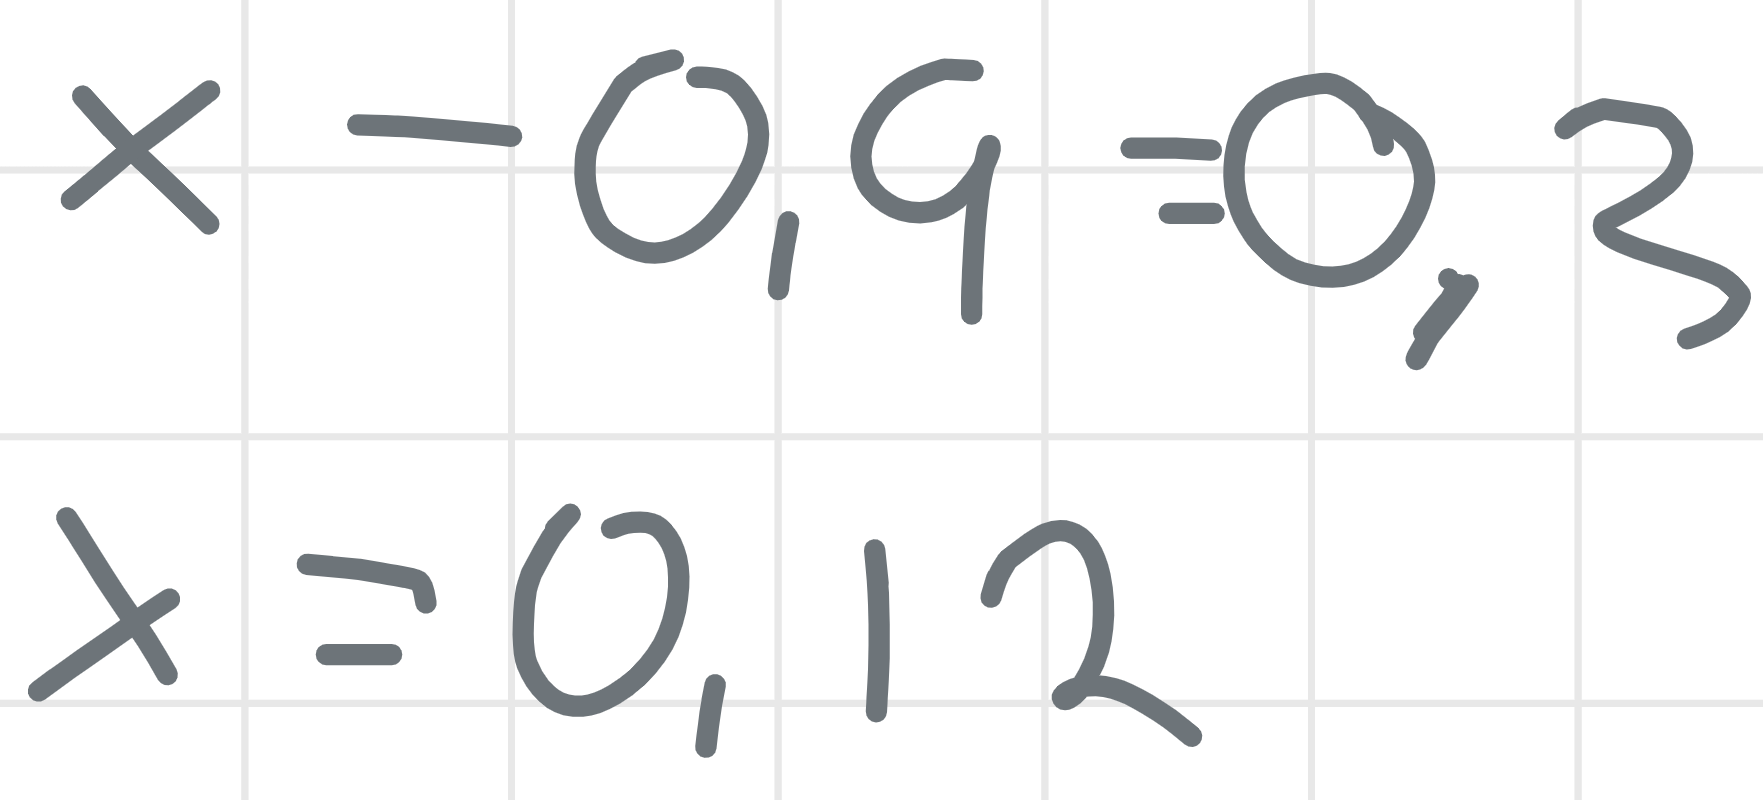 x - 0,9 = 0,3
x = 0,12